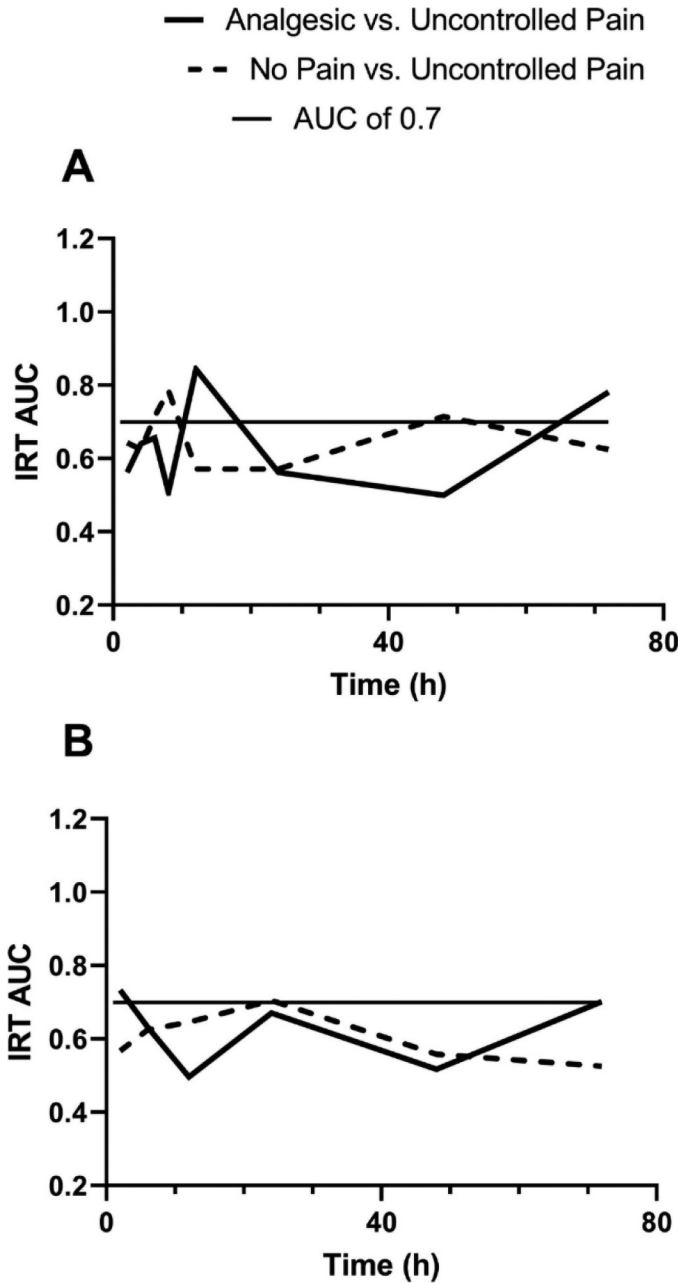 Analgesic vs. Uncontrolled Pain
No Pain vs. Uncontrolled Pain
AUC of 0.7
A
1.2
1.0
0.8
0.6
0.4
0.2
IRT AUC
0
40
80
Time (h)
B
1.2
1.0
0.8
0.6
0.4
0.2
IRT AUC
0
40
80
Time (h)